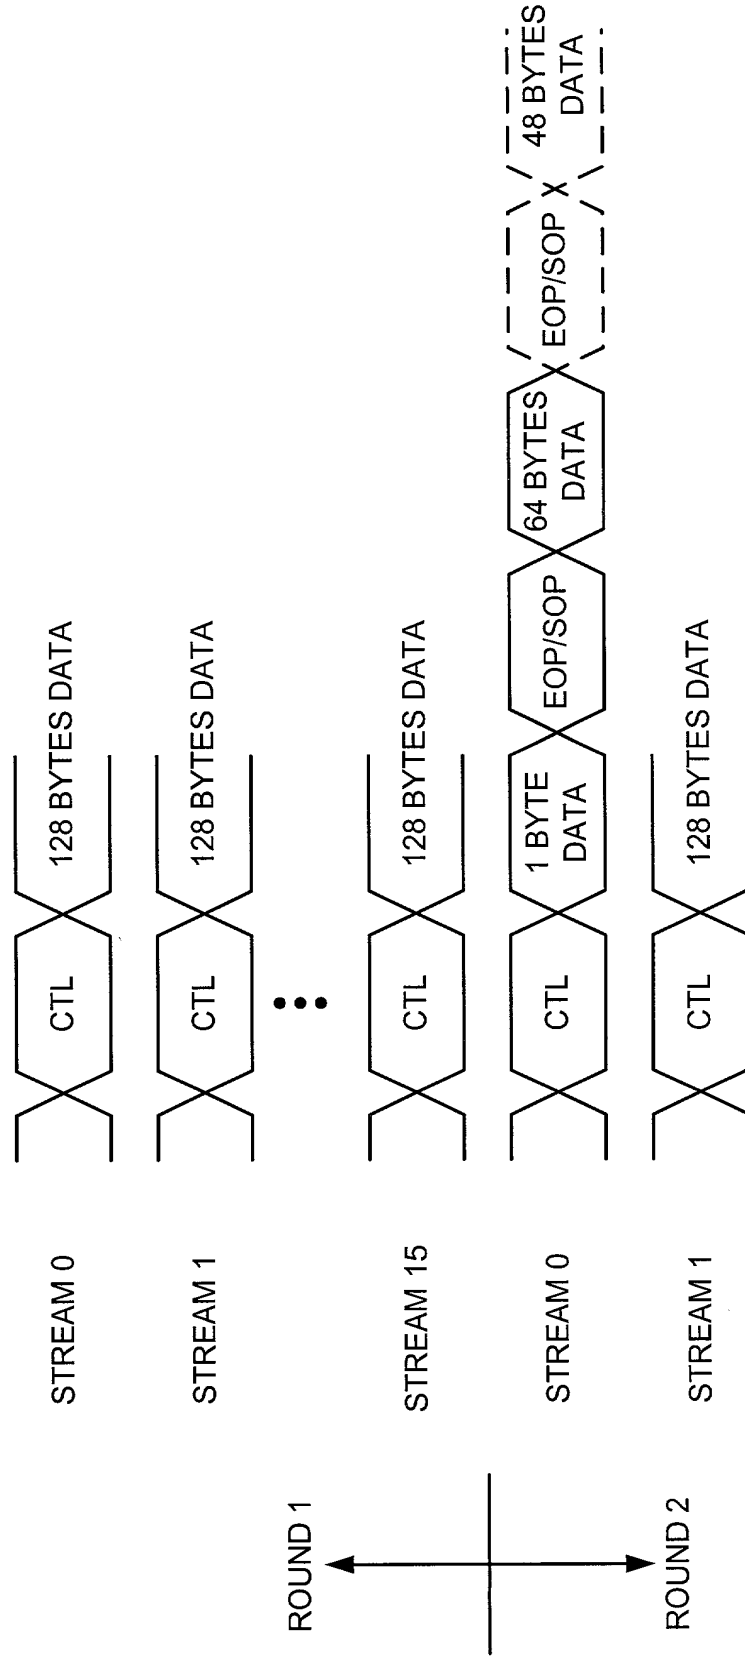 STREAM 0
CTL
128 BYTES DATA
STREAM 1
CTL
128 BYTES DATA
STREAM 15
CTL
128 BYTES DATA
STREAM 0
CTL
1 BYTE
DATA
EOP/SOP
64 BYTES
DATA
EOP/SOP
48 BYTES
DATA
STREAM 1
CTL
128 BYTES DATA
ROUND 1
ROUND 2